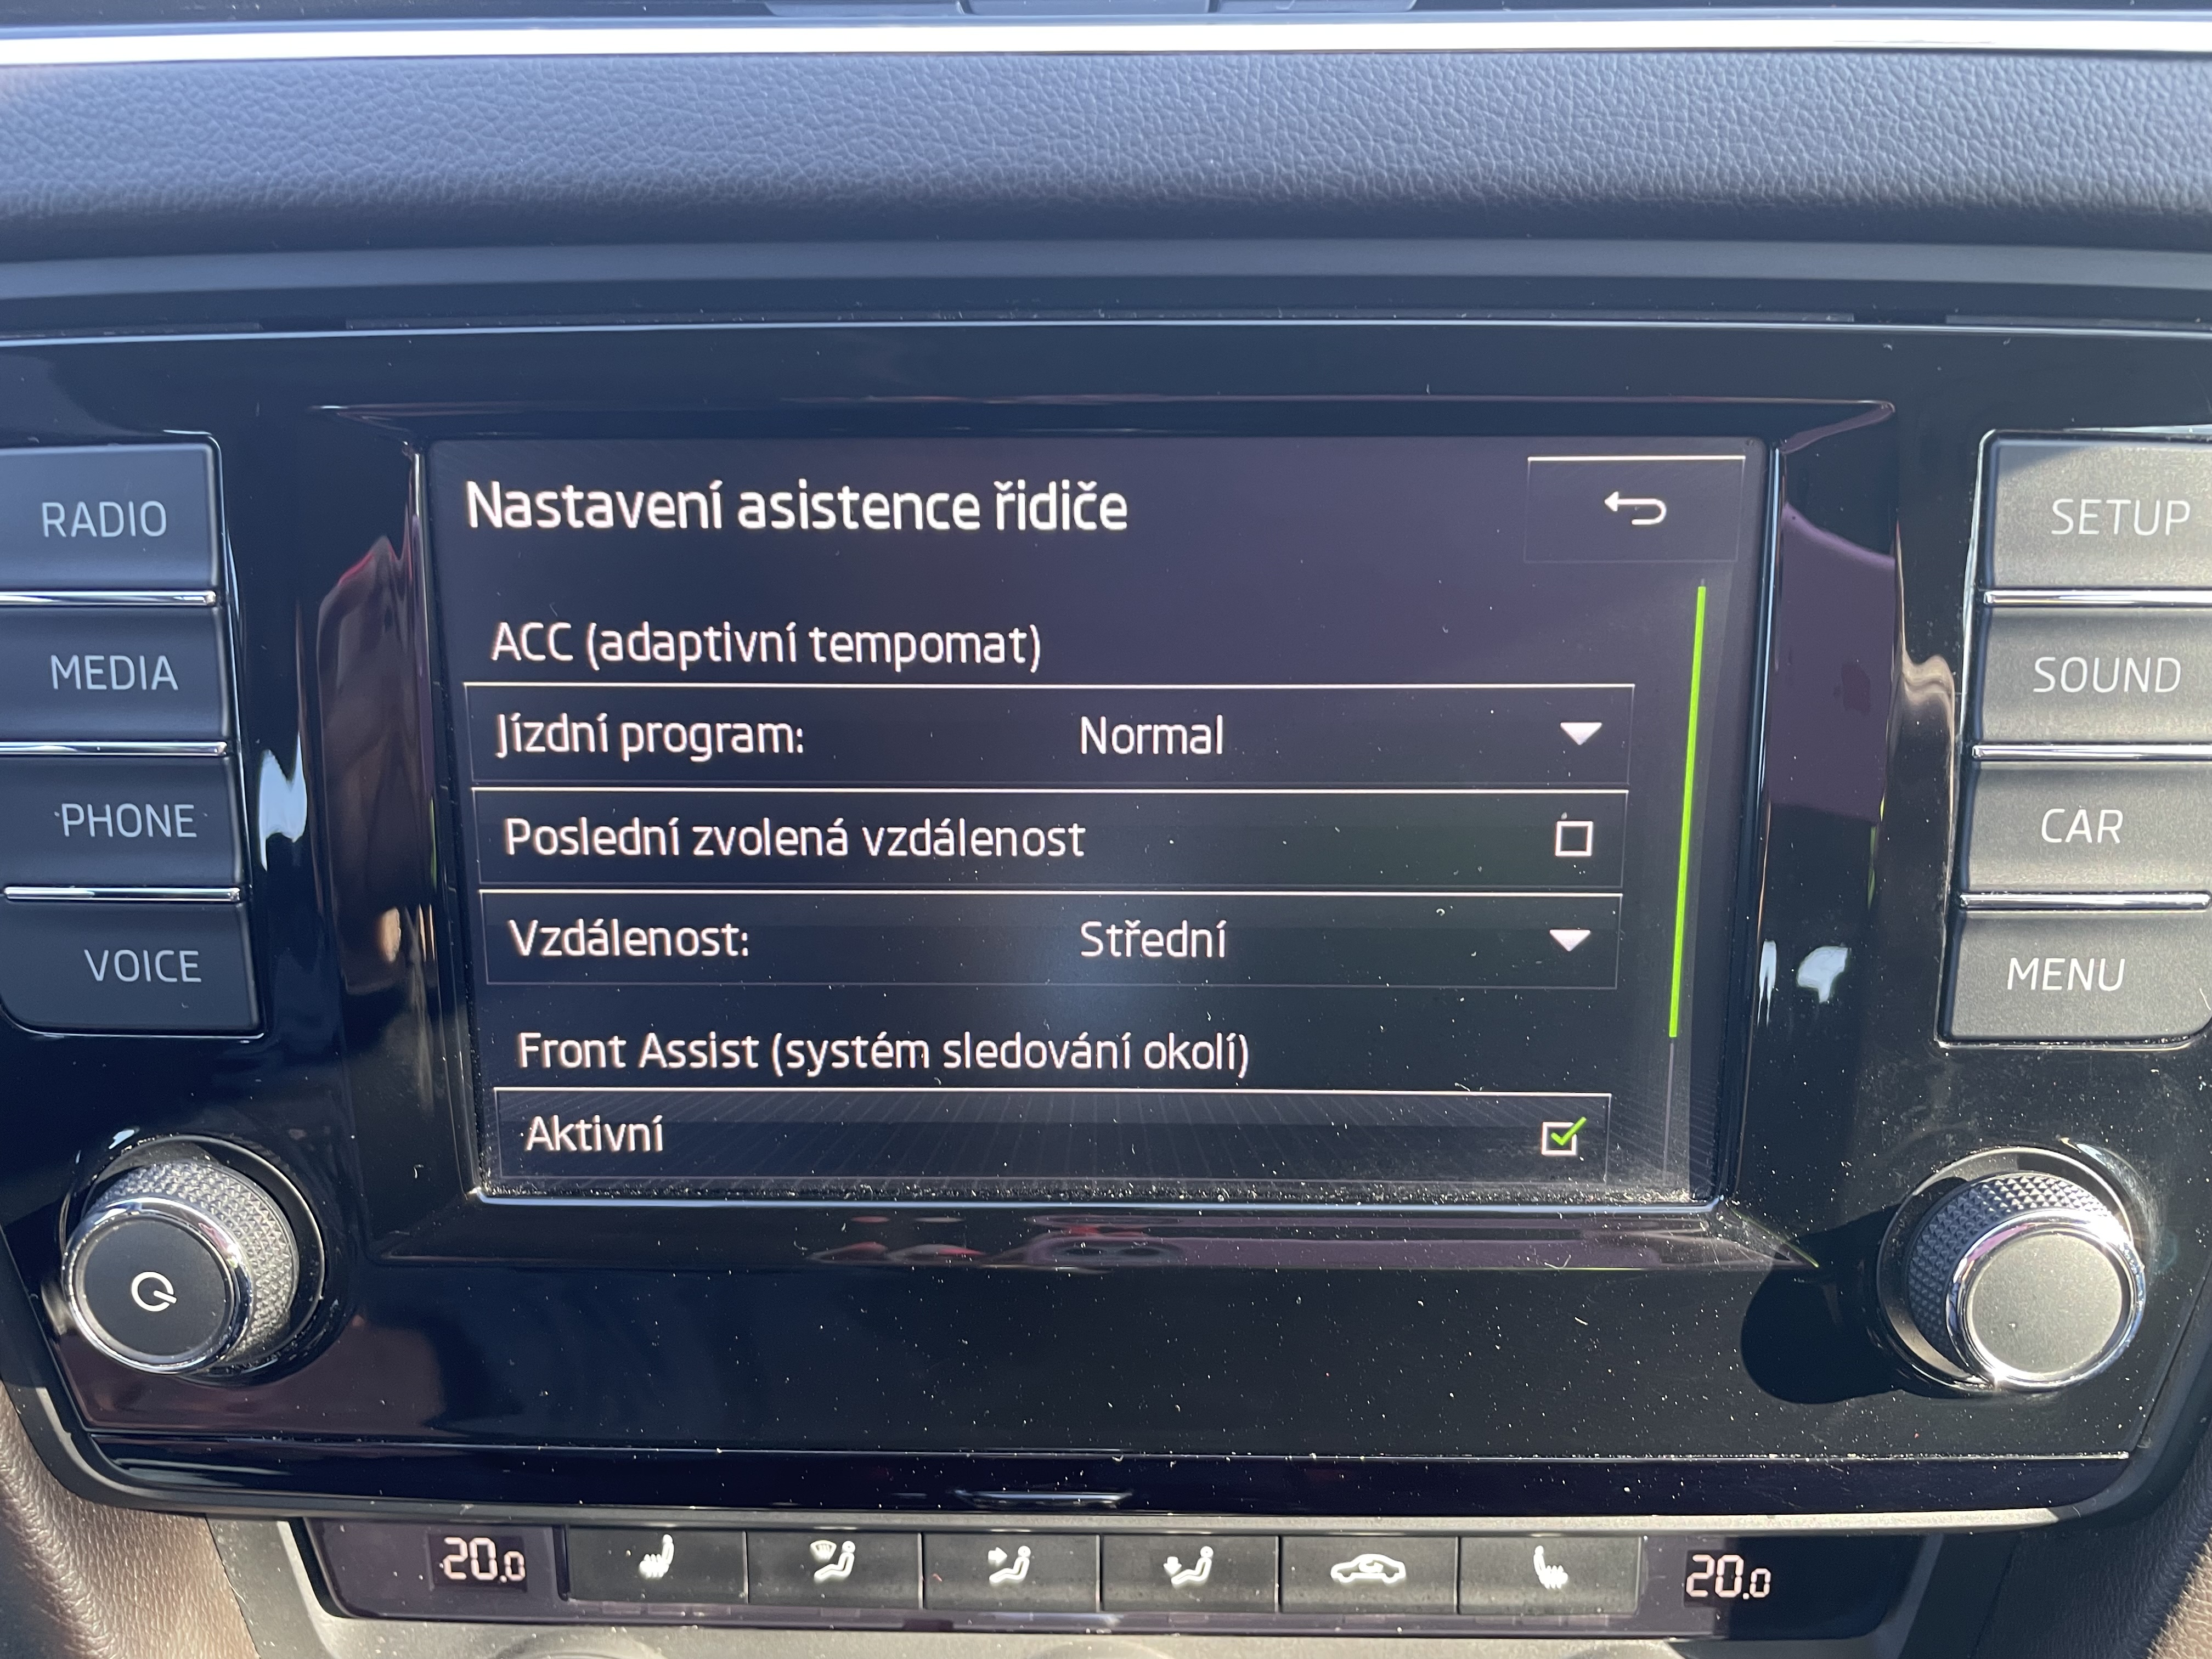 Nastavení asistence řidiče
ACC (adaptivní tempomat)
Jízdní program: Normal
Poslední zvolená vzdálenost
Vzdálenost: Střední
Front Assist (systém sledování okolí)
Aktivní
RADIO
MEDIA
PHONE
VOICE
SETUP
SOUND
CAR
MENU
20.0
20.0